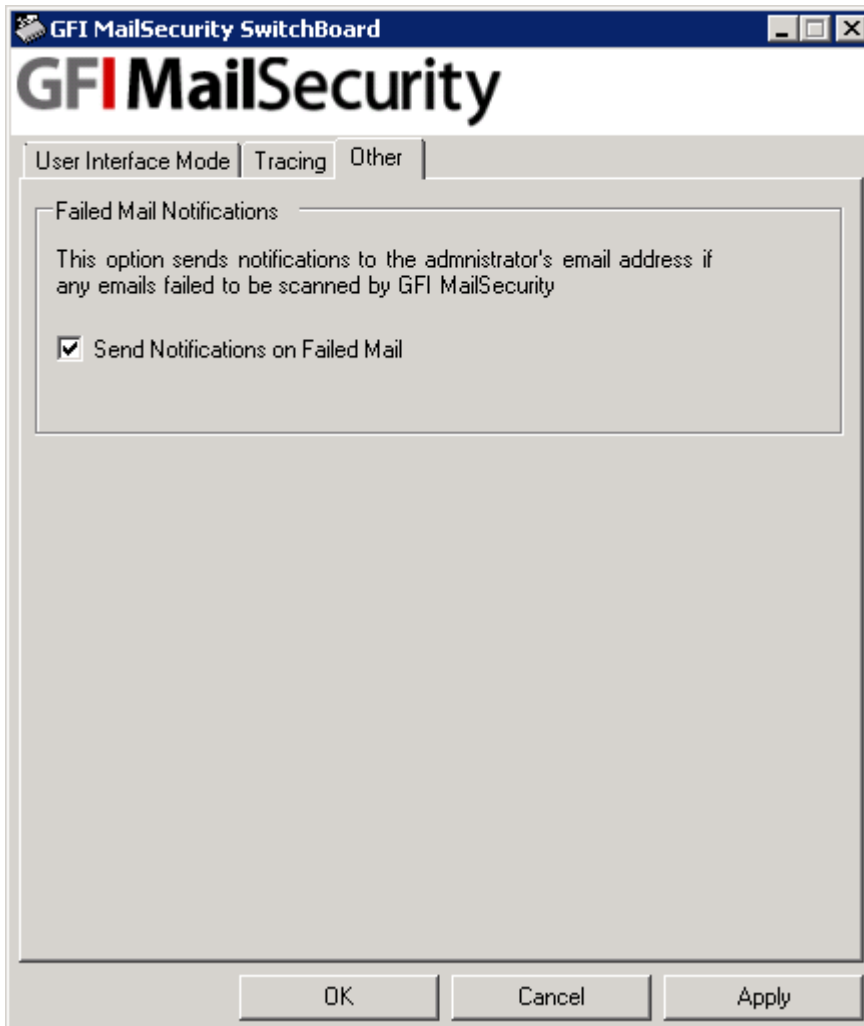 GFI MailSecurity SwitchBoard
GFI MailSecurity
User Interface Mode Tracing Other
Failed Mail Notifications
This option sends notifications to the admnistrator's email address if
any emails failed to be scanned by GFI MailSecurity
Send Notifications on Failed Mail
OK Cancel Apply